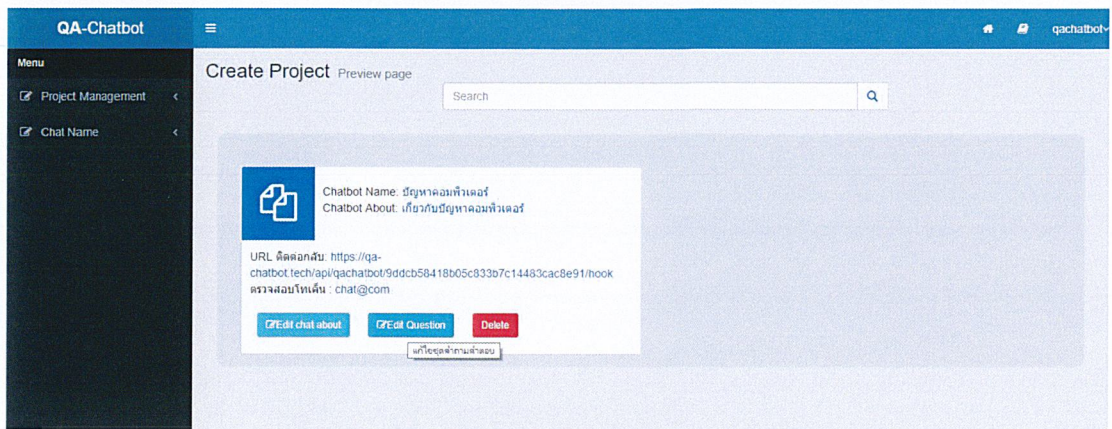 QA-Chatbot
qachatbot
Menu
Project Management
Chat Name
Create Project Preview page
Search
Chatbot Name: ปัญหาคอมพิวเตอร์
Chatbot About: เกี่ยวกับปัญหาคอมพิวเตอร์
URL ติดต่อกลับ: https://qa-
chatbot.tech/api/qachatbot/9ddcb58418b05c833b7c14483cac8e91/hook
ตรวจสอบโทเค็น : chat@com
Edit chat about Edit Question Delete
แก้ไขชุดคำถามคำตอบ